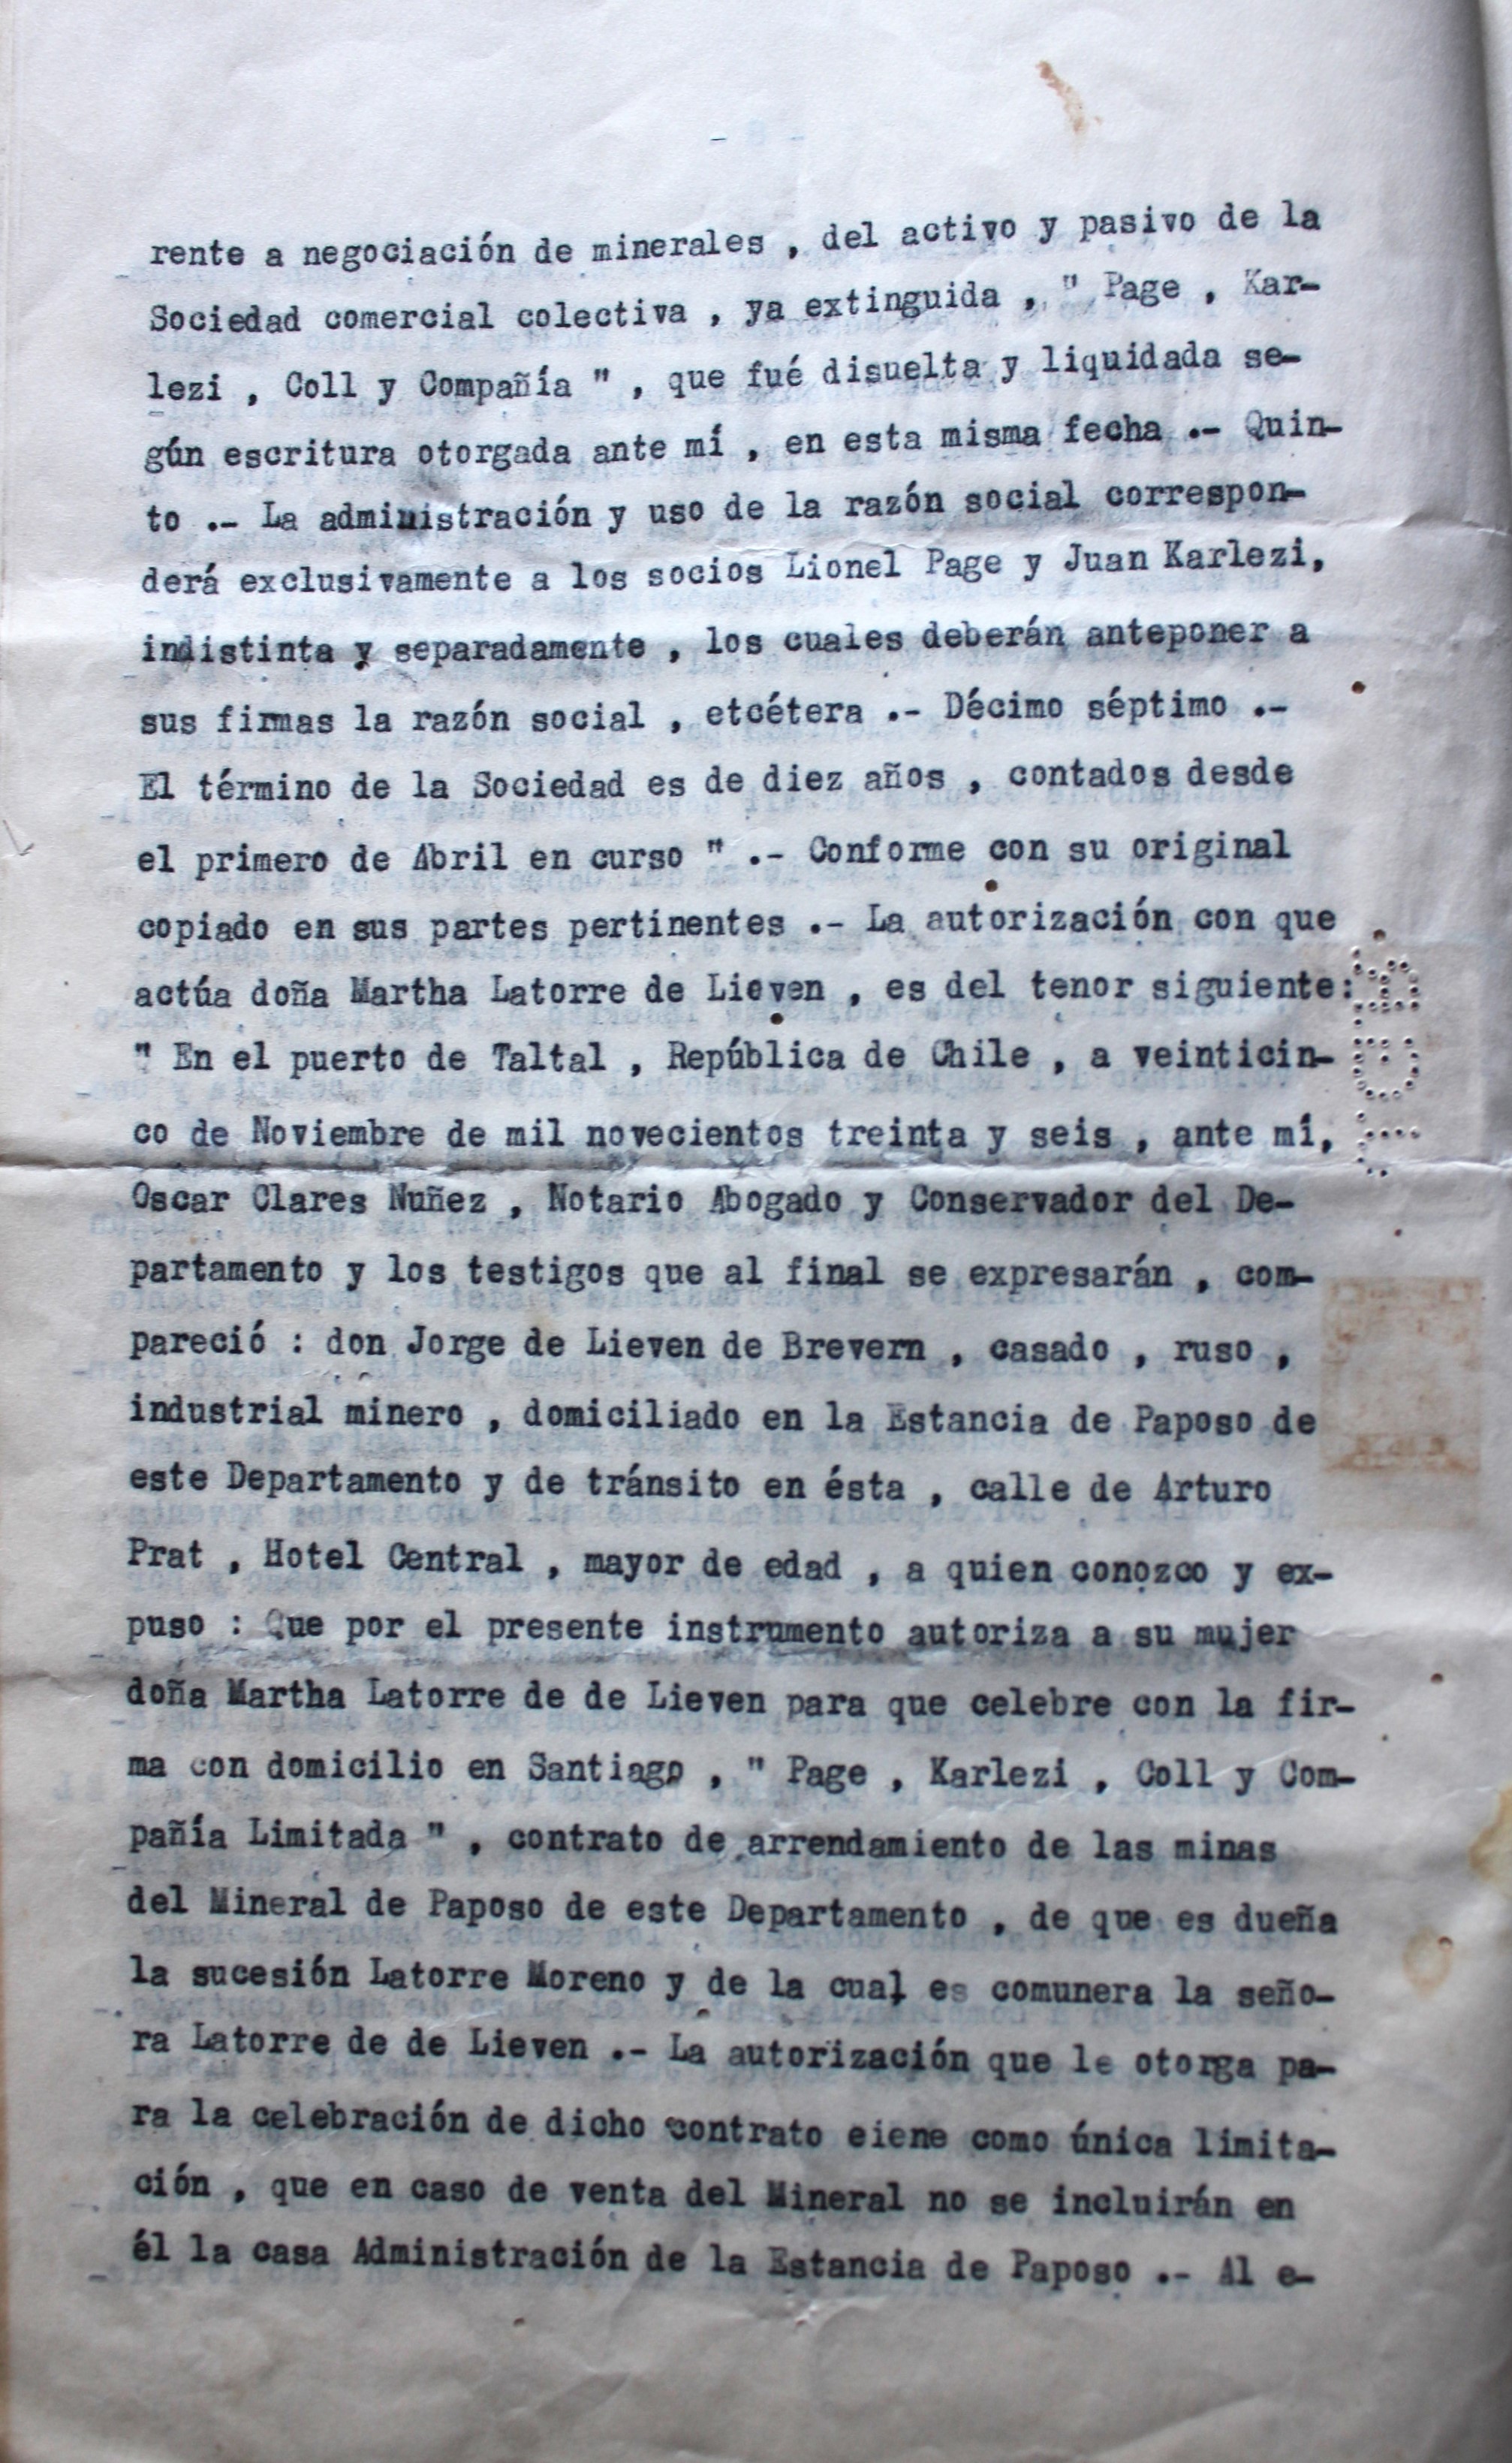 rente a negociación de minerales , del activo y pasivo de la
Sociedad comercial colectiva , ya extinguida , " Page , Kar-
lezi , Coll y Compañía " , que fué disuelta y liquidada se-
gún escritura otorgada ante mí , en esta misma fecha .- Quin-
to .- La administración y uso de la razón social correspon-
derá exclusivamente a los socios Lionel Page y Juan Karlezi,
indistinta y separadamente , los cuales deberán anteponer a
sus firmas la razón social , etcétera .- Décimo séptimo .-
El término de la Sociedad es de diez años , contados desde
el primero de Abril en curso " .- Conforme con su original
copiado en sus partes pertinentes .- La autorización con que
actúa doña Martha Latorre de Lieven , es del tenor siguiente:
" En el puerto de Taltal , República de Chile , a veinticin-
co de Noviembre de mil novecientos treinta y seis , ante mí,
Oscar Clares Nuñez , Notario Abogado y Conservador del De-
partamento y los testigos que al final se expresarán , com-
pareció : don Jorge de Lieven de Brevern , casado , ruso ,
industrial minero , domiciliado en la Estancia de Paposo de
este Departamento y de tránsito en ésta , calle de Arturo
Prat , Hotel Central , mayor de edad , a quien conozco y ex-
puso : Que por el presente instrumento autoriza a su mujer
doña Martha Latorre de de Lieven para que celebre con la fir-
ma con domicilio en Santiago , " Page , Karlezi , Coll y Com-
pañía Limitada " , contrato de arrendamiento de las minas
del Mineral de Paposo de este Departamento , de que es dueña
la sucesión Latorre Moreno y de la cual es comunera la seño-
ra Latorre de de Lieven .- La autorización que le otorga pa-
ra la celebración de dicho contrato eiene como única limita-
ción , que en caso de venta del Mineral no se incluirán en
él la casa Administración de la Estancia de Paposo .- Al e-